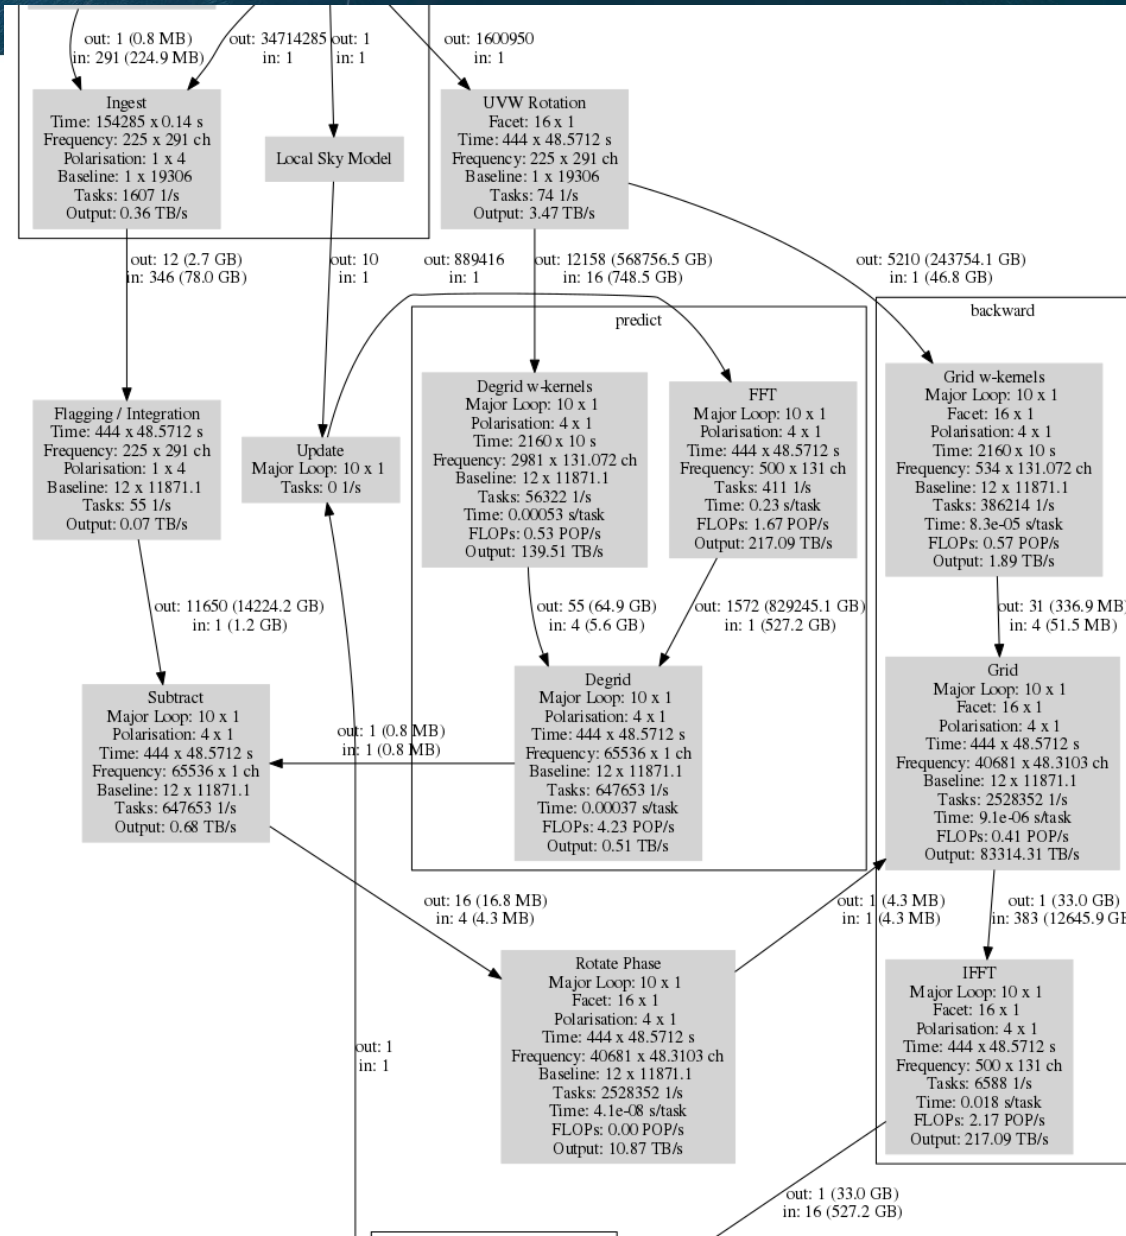 out: 1 (0.8 MB)
in: 291 (224.9 MB)
out: 34714285
in: 1
out: 1
in: 1
out: 1600950
in: 1
Ingest
Time: 154285 x 0.14 s
Frequency: 225 x 291 ch
Polarisation: 1 x 4
Baseline: 1 x 19306
Tasks: 1607 1/s
Output: 0.36 TB/s
Local Sky Model
UVW Rotation
Facet: 16 x 1
Time: 444 x 48.5712 s
Frequency: 225 x 291 ch
Baseline: 1 x 19306
Tasks: 74 1/s
Output: 3.47 TB/s
out: 12 (2.7 GB)
in: 346 (78.0 GB)
out: 10
in: 1
out: 889416
in: 1
out: 12158 (568756.5 GB)
in: 16 (748.5 GB)
out: 5210 (243754.1 GB)
in: 1 (46.8 GB)
predict
backward
Flagging / Integration
Time: 444 x 48.5712 s
Frequency: 225 x 291 ch
Polarisation: 1 x 4
Baseline: 12 x 11871.1
Tasks: 55 1/s
Output: 0.07 TB/s
Update
Major Loop: 10 x 1
Tasks: 0 1/s
Degrid w-kernels
Major Loop: 10 x 1
Polarisation: 4 x 1
Time: 2160 x 10 s
Frequency: 2981 x 131.072 ch
Baseline: 12 x 11871.1
Tasks: 56322 1/s
Time: 0.00053 s/task
FLOPs: 0.53 POP/s
Output: 139.51 TB/s
FFT
Major Loop: 10 x 1
Polarisation: 4 x 1
Time: 444 x 48.5712 s
Frequency: 500 x 131 ch
Tasks: 411 1/s
Time: 0.23 s/task
FLOPs: 1.67 POP/s
Output: 217.09 TB/s
Grid w-kernels
Major Loop: 10 x 1
Facet: 16 x 1
Polarisation: 4 x 1
Time: 2160 x 10 s
Frequency: 534 x 131.072 ch
Baseline: 12 x 11871.1
Tasks: 386214 1/s
Time: 8.3e-05 s/task
FLOPs: 0.57 POP/s
Output: 1.89 TB/s
out: 11650 (14224.2 GB)
in: 1 (1.2 GB)
out: 55 (64.9 GB)
in: 4 (5.6 GB)
out: 1572 (829245.1 GB)
in: 1 (527.2 GB)
out: 31 (336.9 MB)
in: 4 (51.5 MB)
Subtract
Major Loop: 10 x 1
Polarisation: 4 x 1
Time: 444 x 48.5712 s
Frequency: 65536 x 1 ch
Baseline: 12 x 11871.1
Tasks: 647653 1/s
Output: 0.68 TB/s
out: 1 (0.8 MB)
in: 1 (0.8 MB)
Degrid
Major Loop: 10 x 1
Polarisation: 4 x 1
Time: 444 x 48.5712 s
Frequency: 65536 x 1 ch
Baseline: 12 x 11871.1
Tasks: 647653 1/s
Time: 0.00037 s/task
FLOPs: 4.23 POP/s
Output: 0.51 TB/s
Grid
Major Loop: 10 x 1
Facet: 16 x 1
Polarisation: 4 x 1
Time: 444 x 48.5712 s
Frequency: 40681 x 48.3103 ch
Baseline: 12 x 11871.1
Tasks: 2528352 1/s
Time: 9.1e-06 s/task
FLOPs: 0.41 POP/s
Output: 83314.31 TB/s
out: 16 (16.8 MB)
in: 4 (4.3 MB)
out: 1 (4.3 MB)
in: 1 (4.3 MB)
out: 1 (33.0 GB)
in: 383 (12645.9 GB
Rotate Phase
Major Loop: 10 x 1
Facet: 16 x 1
Polarisation: 4 x 1
Time: 444 x 48.5712 s
Frequency: 40681 x 48.3103 ch
Baseline: 12 x 11871.1
Tasks: 2528352 1/s
Time: 4.1e-08 s/task
FLOPs: 0.00 POP/s
Output: 10.87 TB/s
IFFT
Major Loop: 10 x 1
Facet: 16 x 1
Polarisation: 4 x 1
Time: 444 x 48.5712 s
Frequency: 500 x 131 ch
Tasks: 6588 1/s
Time: 0.018 s/task
FLOPs: 2.17 POP/s
Output: 217.09 TB/s
out: 1
in: 1
out: 1 (33.0 GB)
in: 16 (527.2 GB)